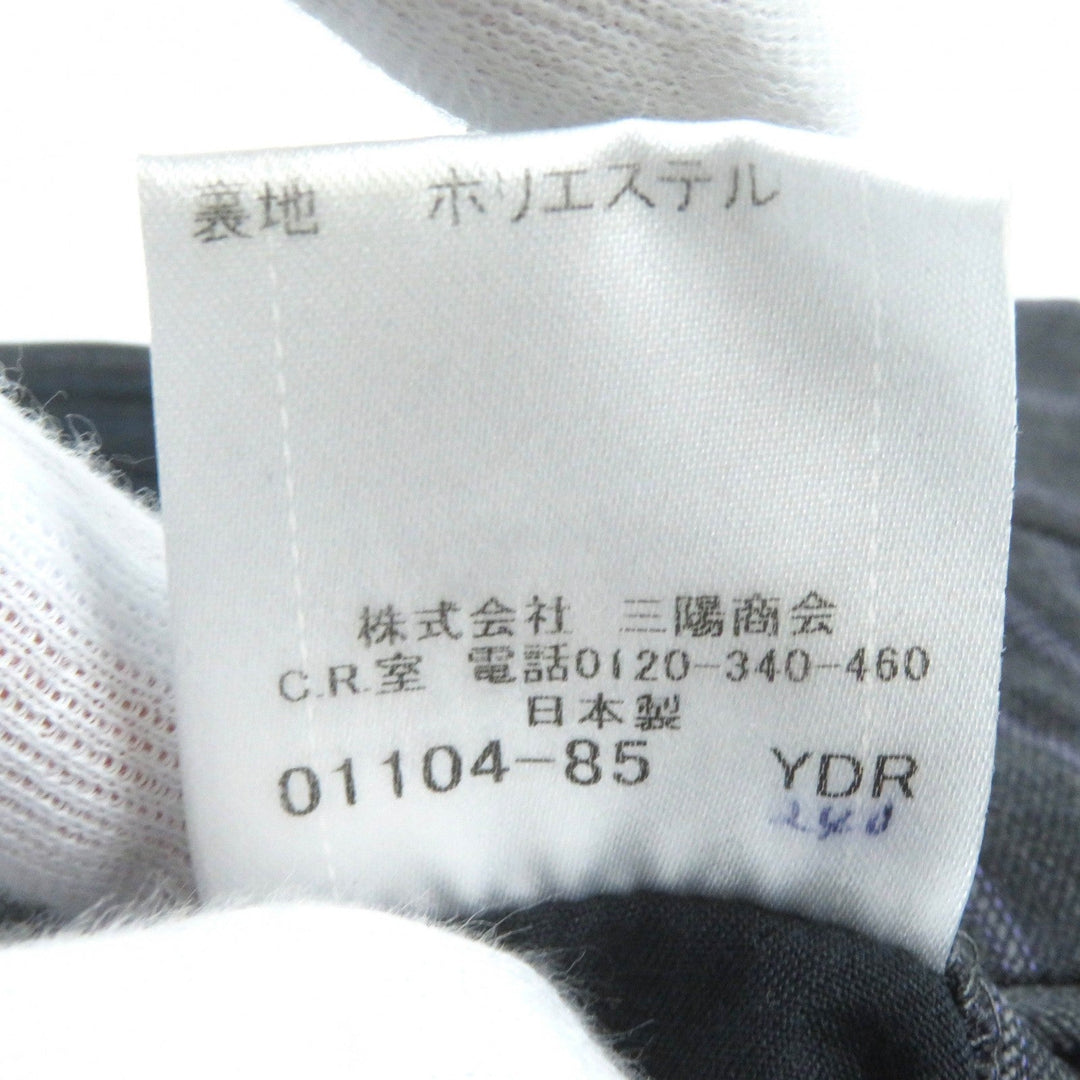 裏地 ポリエステル
株式会社 三陽商会
C.R.室 電話0120-340-460
日本製
01104-85 YDR